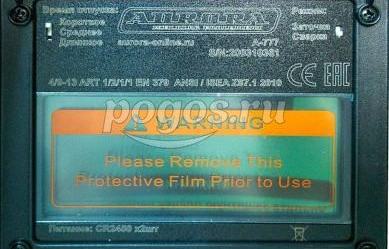 Время отпуска:
Короткое
Среднее
Длинное
AURORA
aurora-online.ru
A-777
Режим:
Заточка
Сварка
4/9-13 ART 1/2/1/1 EN 379 ANSI / ISEA Z87.1 2010
CE EAC
pogos.ru®
WARNING
Please Remove This
Protective Film Prior to Use
Питание: CR2450 x2шт